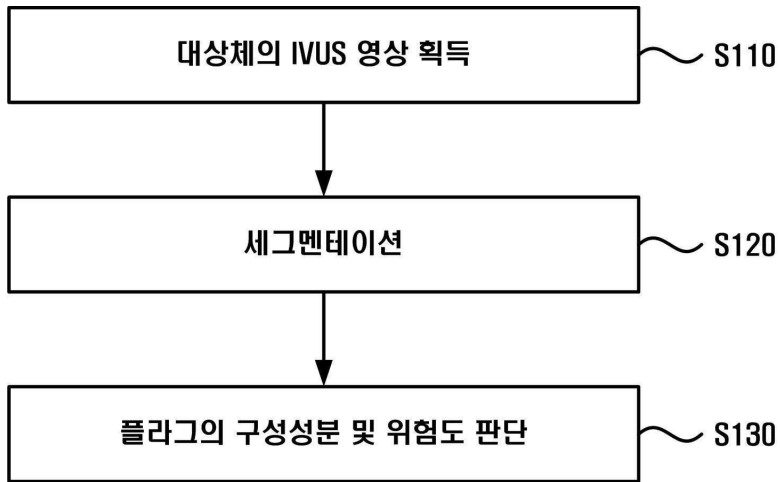 대상체의 IVUS 영상 획득
S110
세그멘테이션
S120
플라그의 구성성분 및 위험도 판단
S130